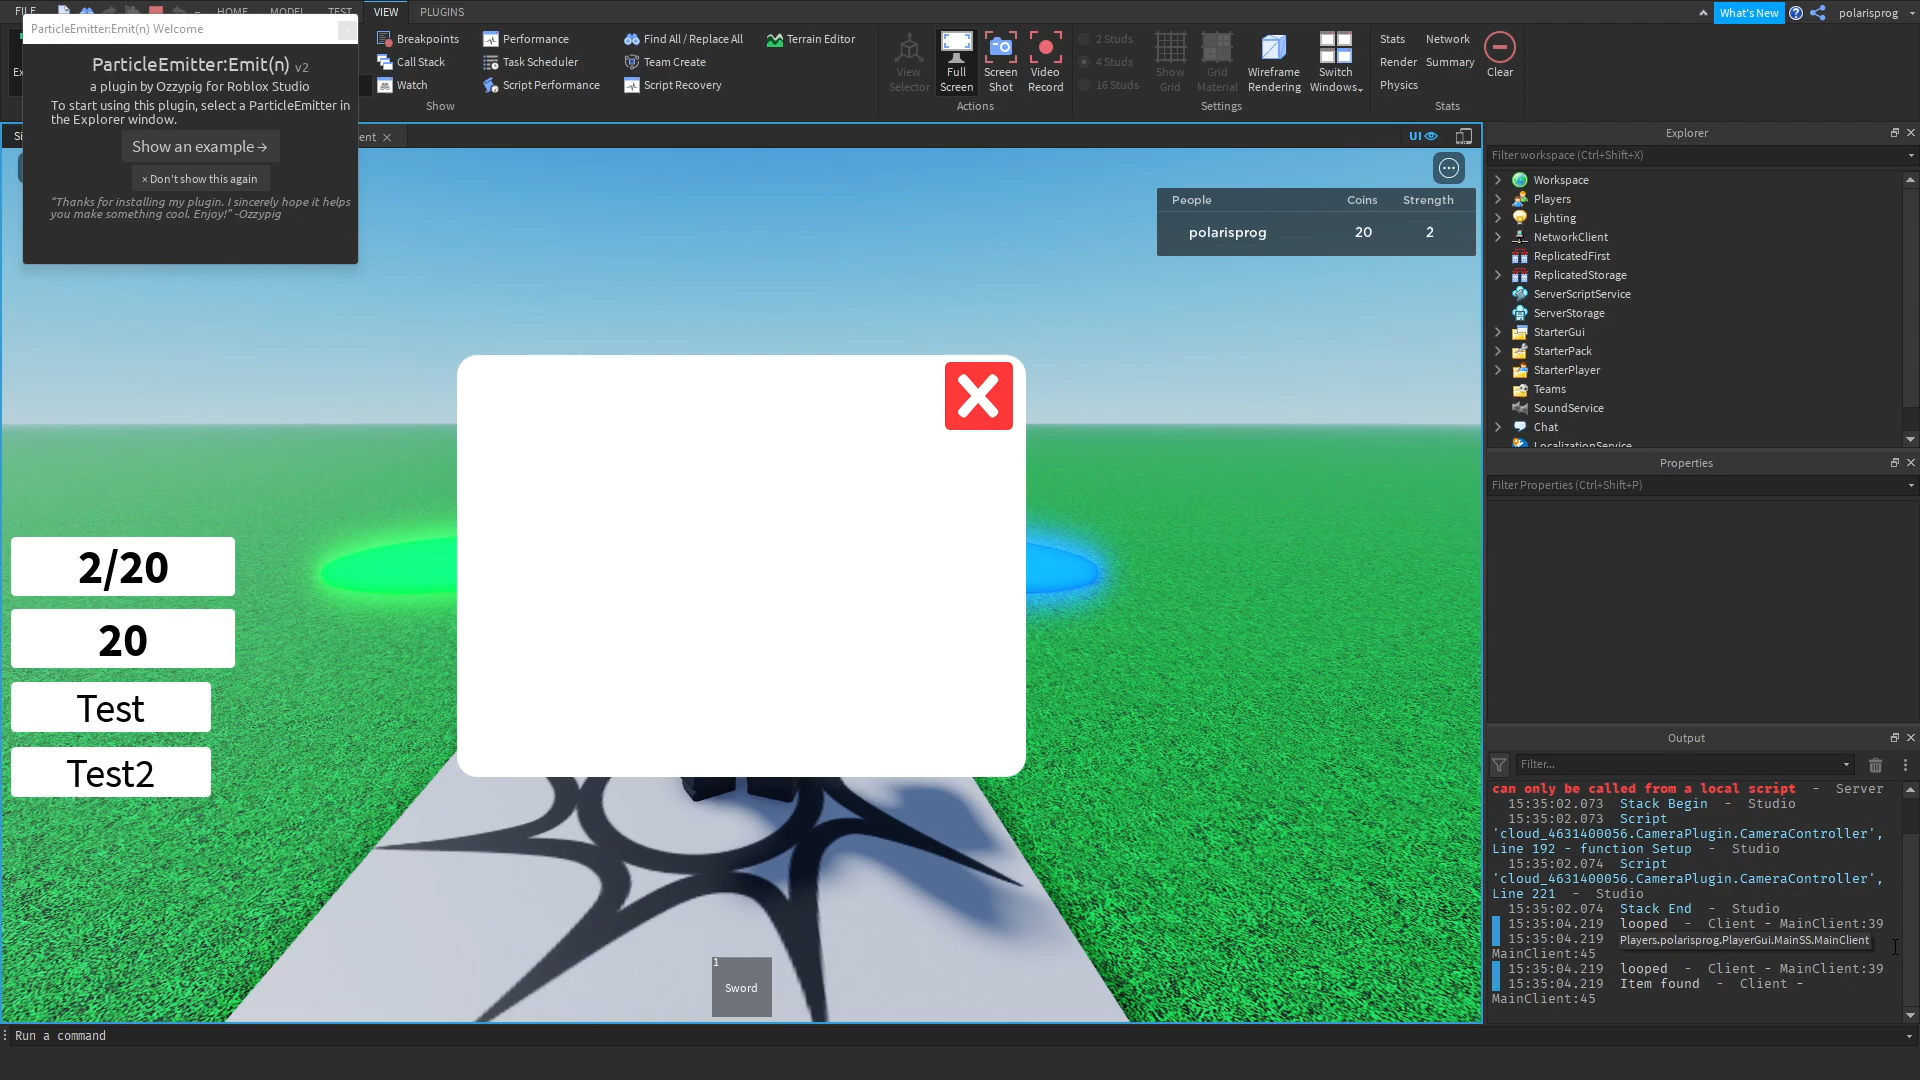 FILE
HOME
MODEL
TEST
VIEW
PLUGINS
What's New
polarisprog
ParticleEmitter:Emit(n) Welcome
ParticleEmitter:Emit(n) v2
a plugin by Ozzypig for Roblox Studio
To start using this plugin, select a ParticleEmitter in
the Explorer window.
Show an example →
× Don't show this again
"Thanks for installing my plugin. I sincerely hope it helps
you make something cool. Enjoy!" -Ozzypig
Breakpoints
Call Stack
Watch
Performance
Task Scheduler
Script Performance
Find All / Replace All
Team Create
Script Recovery
Terrain Editor
Show
View
Selector
Full
Screen
Screen
Shot
Video
Record
Actions
2 Studs
4 Studs
16 Studs
Show
Grid
Grid
Material
Wireframe
Rendering
Switch
Windows
Settings
Stats
Network
Render
Summary
Physics
Clear
Stats
UI
People Coins Strength
polarisprog 20 2
2/20
20
Test
Test2
1
Sword
Explorer
Filter workspace (Ctrl+Shift+X)
Workspace
Players
Lighting
NetworkClient
ReplicatedFirst
ReplicatedStorage
ServerScriptService
ServerStorage
StarterGui
StarterPack
StarterPlayer
Teams
SoundService
Chat
LocalizationService
Properties
Filter Properties (Ctrl+Shift+P)
Output
Filter...
can only be called from a local script - Server
15:35:02.073 Stack Begin - Studio
15:35:02.073 Script
'cloud_4631400056.CameraPlugin.CameraController',
Line 192 - function Setup - Studio
15:35:02.074 Script
'cloud_4631400056.CameraPlugin.CameraController',
Line 221 - Studio
15:35:02.074 Stack End - Studio
15:35:04.219 looped - Client - MainClient:39
15:35:04.219
Players.polarisprog.PlayerGui.MainSS.MainClient
MainClient:45
15:35:04.219 looped - Client - MainClient:39
15:35:04.219 Item found - Client -
MainClient:45
Run a command